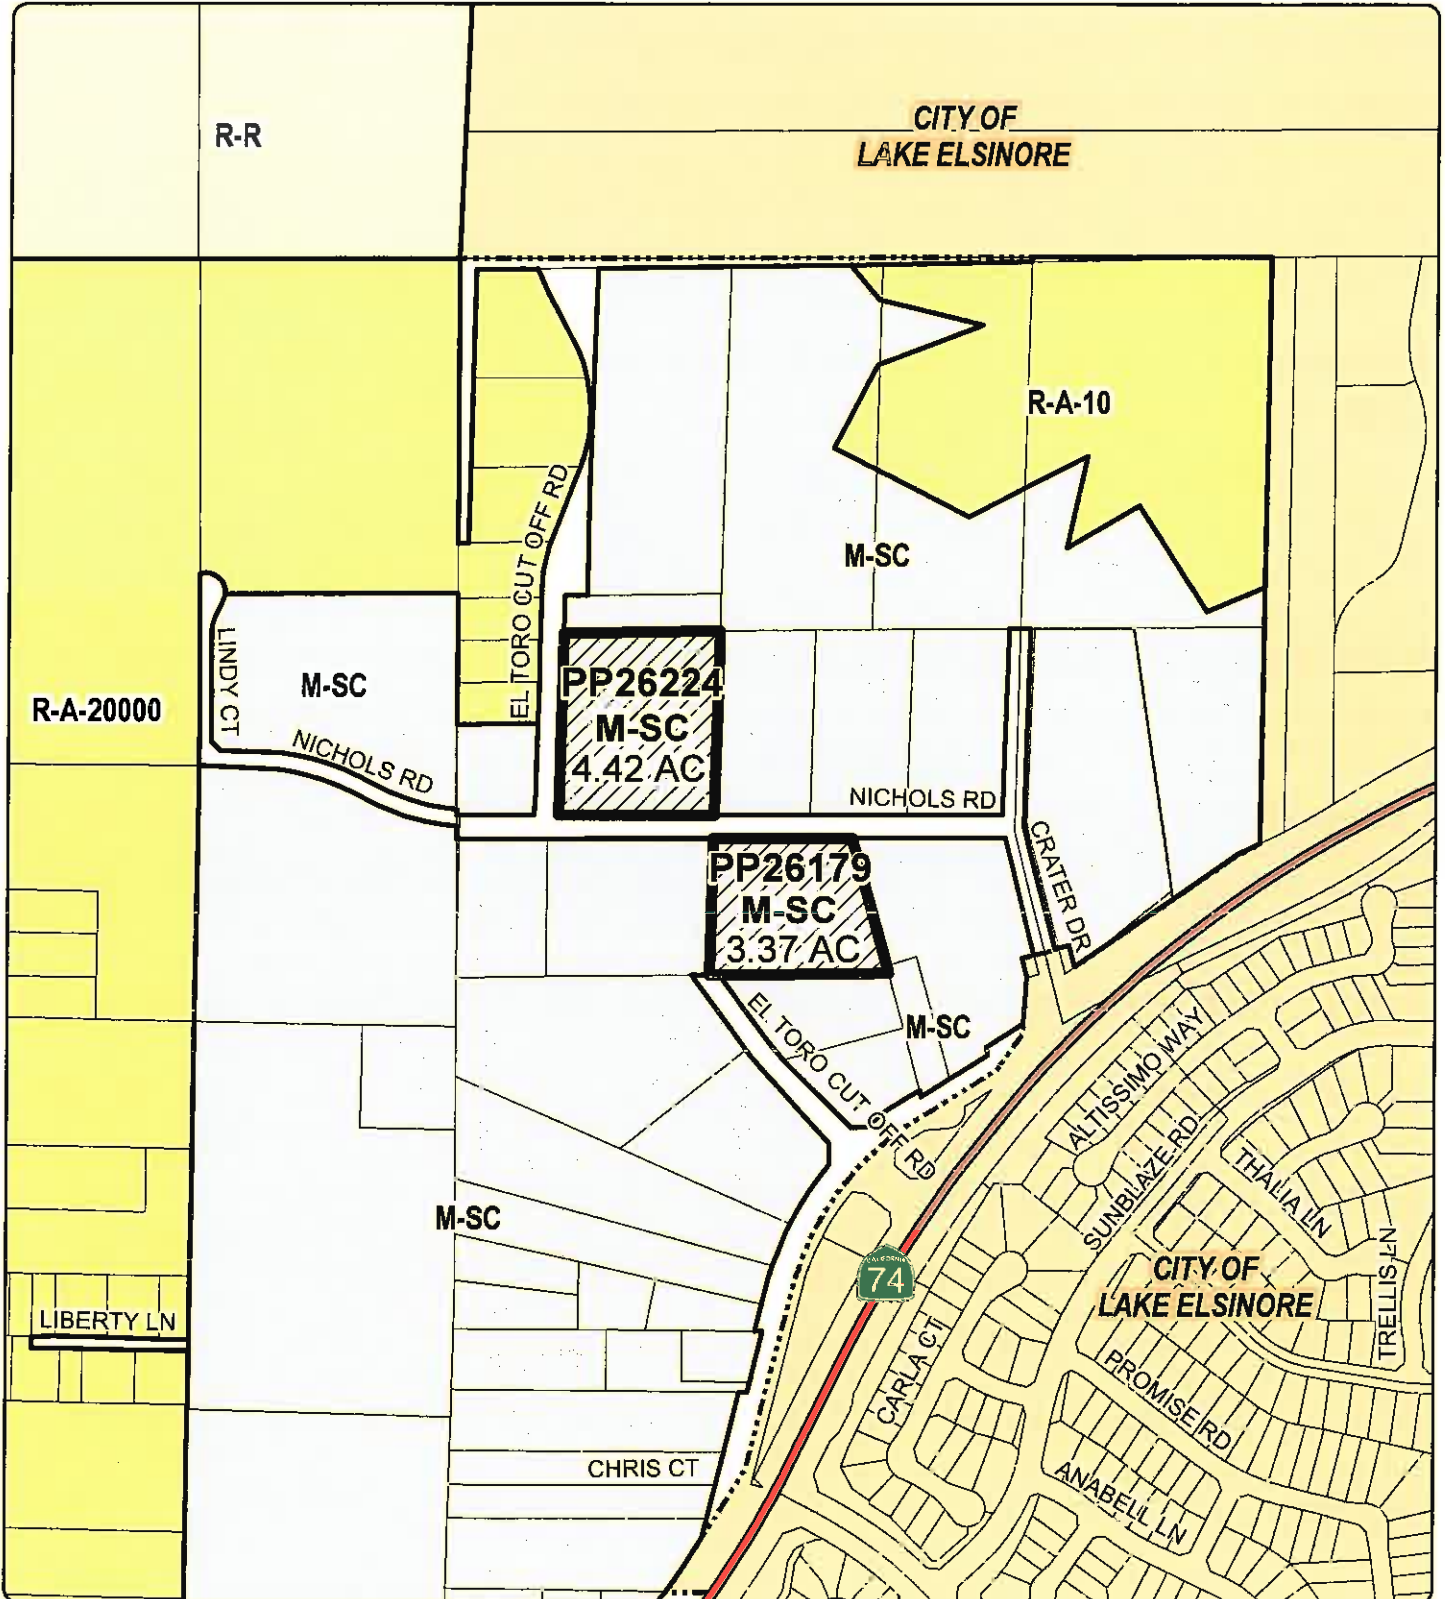 CITY OF
LAKE ELSINORE
R-R
R-A-10
EL TORO CUT OFF RD
M-SC
LINDY CT
M-SC
R-A-20000
PP26224
M-SC
4.42 AC
NICHOLS RD
NICHOLS RD
CRATER DR
PP26179
M-SC
3.37 AC
EL TORO CUT OFF RD
M-SC
ALTISSIMO WAY
SUNBLAZE RD
THALIA LN
M-SC
TRELLIS LN
CALIFORNIA
74
CITY OF
LAKE ELSINORE
LIBERTY LN
CARLA CT
PROMISE RD
CHRIS CT
ANABELL LN